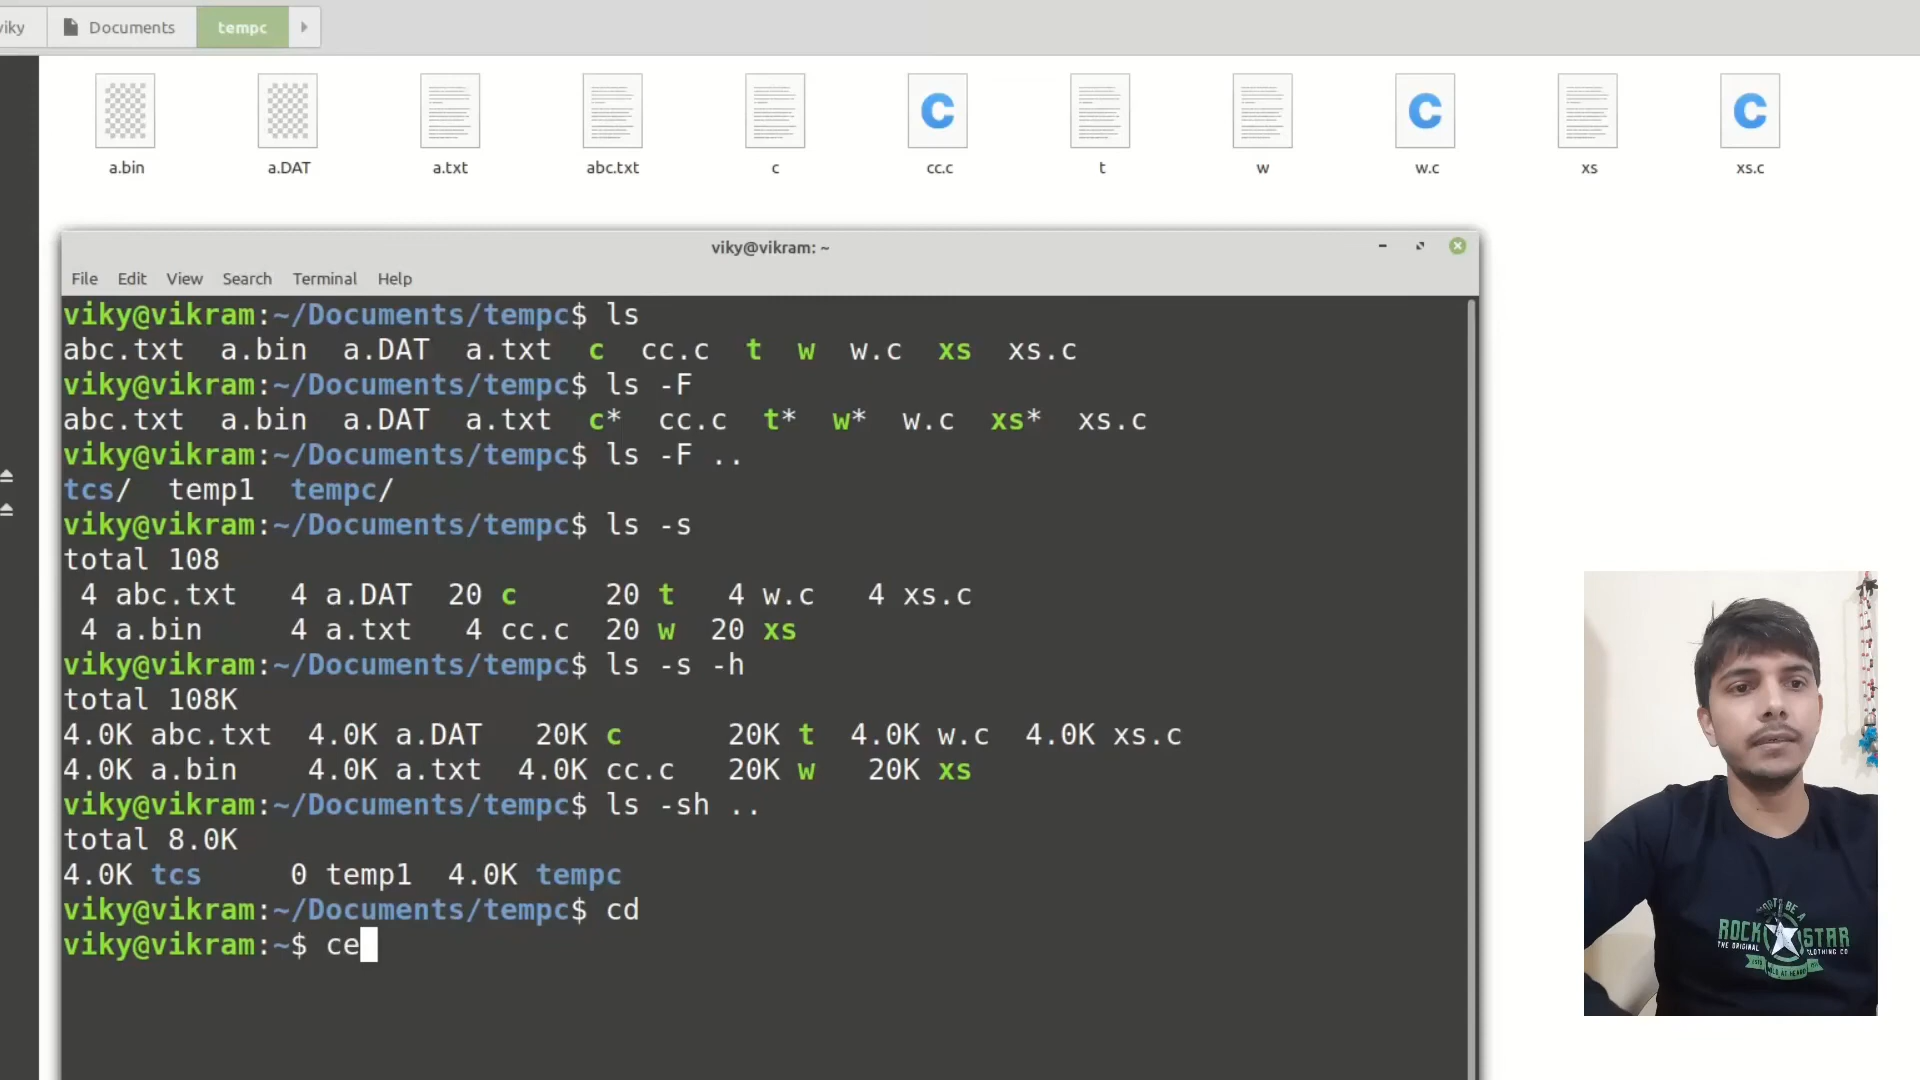 viky Documents tempc
a.bin a.DAT a.txt abc.txt c cc.c t w w.c xs xs.c
viky@vikram: ~
File Edit View Search Terminal Help
viky@vikram:~/Documents/tempc$ ls
abc.txt a.bin a.DAT a.txt c cc.c t w w.c xs xs.c
viky@vikram:~/Documents/tempc$ ls -F
abc.txt a.bin a.DAT a.txt c* cc.c t* w* w.c xs* xs.c
viky@vikram:~/Documents/tempc$ ls -F ..
tcs/ temp1 tempc/
viky@vikram:~/Documents/tempc$ ls -s
total 108
4 abc.txt 4 a.DAT 20 c 20 t 4 w.c 4 xs.c
4 a.bin 4 a.txt 4 cc.c 20 w 20 xs
viky@vikram:~/Documents/tempc$ ls -s -h
total 108K
4.0K abc.txt 4.0K a.DAT 20K c 20K t 4.0K w.c 4.0K xs.c
4.0K a.bin 4.0K a.txt 4.0K cc.c 20K w 20K xs
viky@vikram:~/Documents/tempc$ ls -sh ..
total 8.0K
4.0K tcs 0 temp1 4.0K tempc
viky@vikram:~/Documents/tempc$ cd
viky@vikram:~$ ce
ROCK STAR
THE ORIGINAL CLOTHING CO